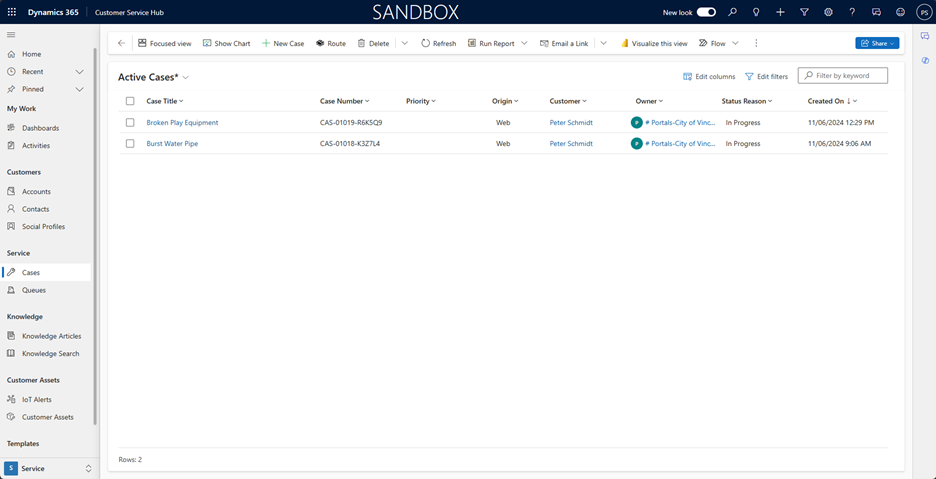 Dynamics 365 Customer Service Hub SANDBOX New look PS
Focused view Show Chart New Case Route Delete Refresh Run Report Email a Link Visualize this view Flow Share
Home
Recent
Pinned
My Work
Dashboards
Activities
Customers
Accounts
Contacts
Social Profiles
Service
Cases
Queues
Knowledge
Knowledge Articles
Knowledge Search
Customer Assets
IoT Alerts
Customer Assets
Templates
S Service
Active Cases* Edit columns Edit filters Filter by keyword
Case Title Case Number Priority Origin Customer Owner Status Reason Created On ↓
Broken Play Equipment CAS-01019-R6K5Q9 Web Peter Schmidt P # Portals-City of Vinc... In Progress 11/06/2024 12:29 PM
Burst Water Pipe CAS-01018-K3Z7L4 Web Peter Schmidt P # Portals-City of Vinc... In Progress 11/06/2024 9:06 AM
Rows: 2